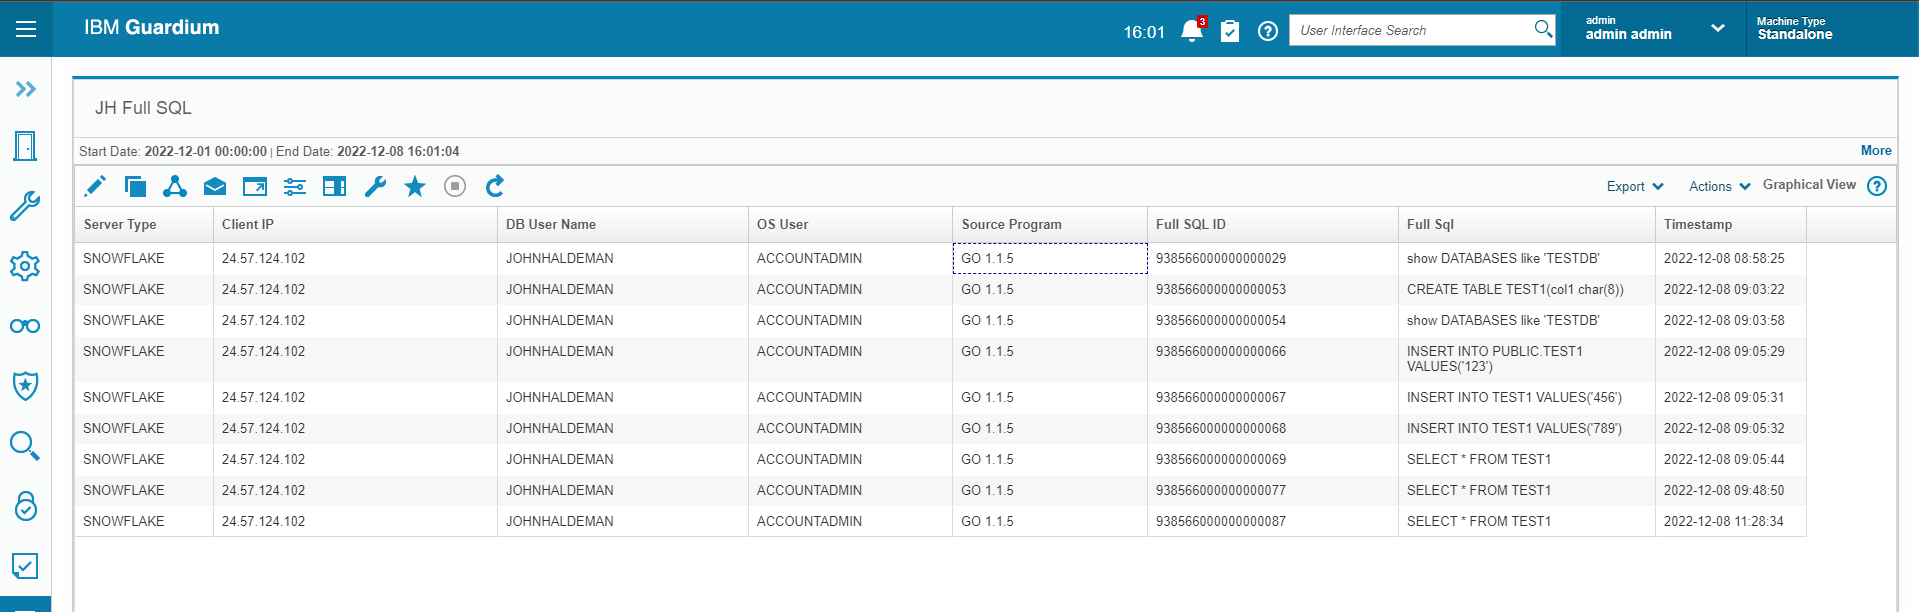 IBM Guardium
16:01
3
User Interface Search
admin
admin admin
Machine Type
Standalone
JH Full SQL
Start Date: 2022-12-01 00:00:00 | End Date: 2022-12-08 16:01:04
More
Export
Actions
Graphical View
Server Type Client IP DB User Name OS User Source Program Full SQL ID Full Sql Timestamp
SNOWFLAKE 24.57.124.102 JOHNHALDEMAN ACCOUNTADMIN GO 1.1.5 938566000000000029 show DATABASES like 'TESTDB' 2022-12-08 08:58:25
SNOWFLAKE 24.57.124.102 JOHNHALDEMAN ACCOUNTADMIN GO 1.1.5 938566000000000053 CREATE TABLE TEST1(col1 char(8)) 2022-12-08 09:03:22
SNOWFLAKE 24.57.124.102 JOHNHALDEMAN ACCOUNTADMIN GO 1.1.5 938566000000000054 show DATABASES like 'TESTDB' 2022-12-08 09:03:58
SNOWFLAKE 24.57.124.102 JOHNHALDEMAN ACCOUNTADMIN GO 1.1.5 938566000000000066 INSERT INTO PUBLIC.TEST1 2022-12-08 09:05:29
VALUES('123')
SNOWFLAKE 24.57.124.102 JOHNHALDEMAN ACCOUNTADMIN GO 1.1.5 938566000000000067 INSERT INTO TEST1 VALUES('456') 2022-12-08 09:05:31
SNOWFLAKE 24.57.124.102 JOHNHALDEMAN ACCOUNTADMIN GO 1.1.5 938566000000000068 INSERT INTO TEST1 VALUES('789') 2022-12-08 09:05:32
SNOWFLAKE 24.57.124.102 JOHNHALDEMAN ACCOUNTADMIN GO 1.1.5 938566000000000069 SELECT * FROM TEST1 2022-12-08 09:05:44
SNOWFLAKE 24.57.124.102 JOHNHALDEMAN ACCOUNTADMIN GO 1.1.5 938566000000000077 SELECT * FROM TEST1 2022-12-08 09:48:50
SNOWFLAKE 24.57.124.102 JOHNHALDEMAN ACCOUNTADMIN GO 1.1.5 938566000000000087 SELECT * FROM TEST1 2022-12-08 11:28:34